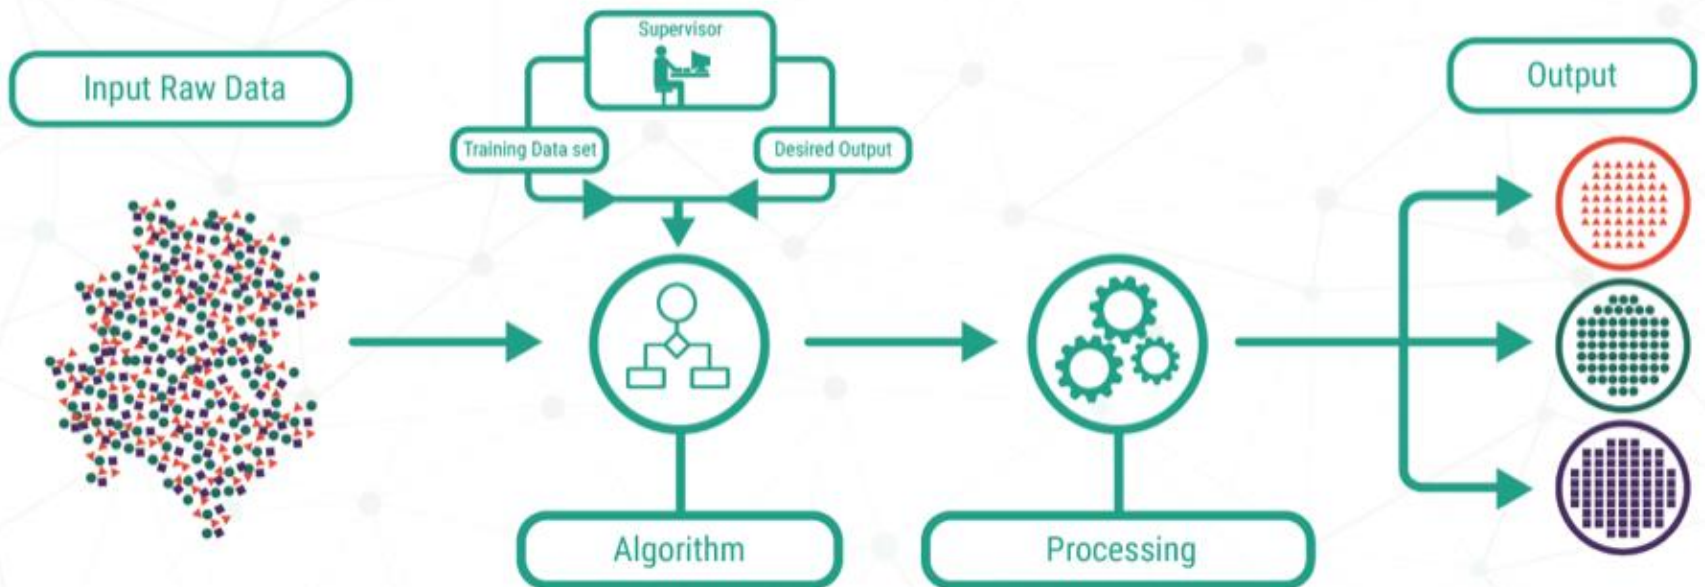 Input Raw Data
Supervisor
Training Data set
Desired Output
Algorithm
Processing
Output